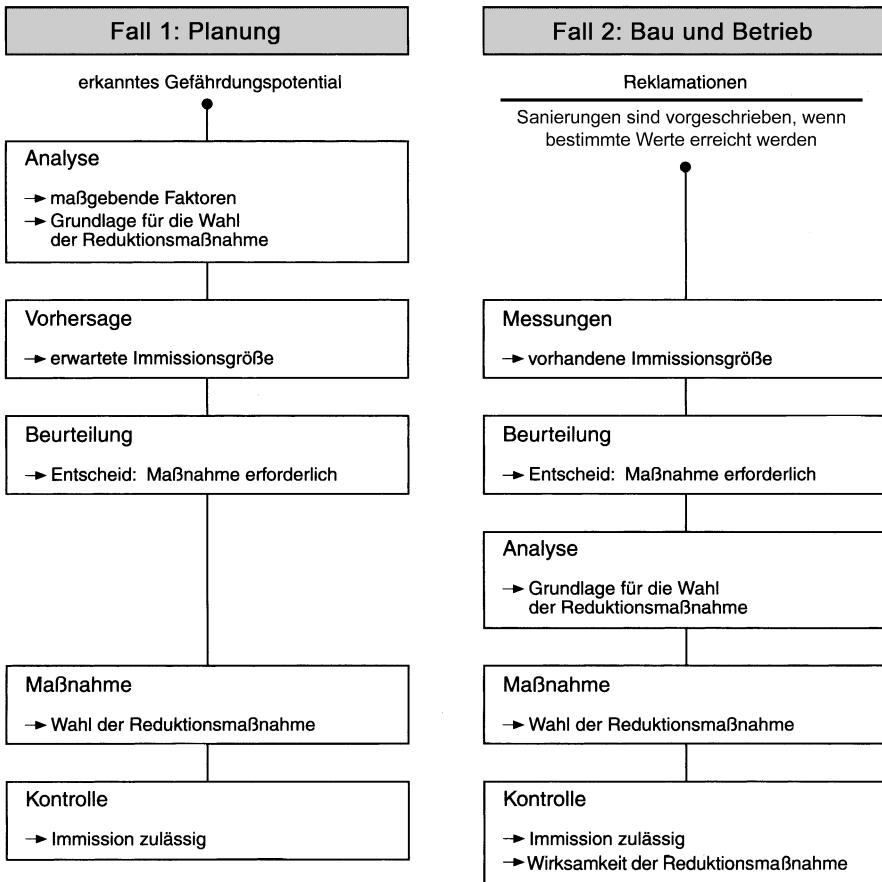 Fall 1: Planung
erkanntes Gefährdungspotential
Analyse
→ maßgebende Faktoren
→ Grundlage für die Wahl
der Reduktionsmaßnahme
Vorhersage
→ erwartete Immissionsgröße
Beurteilung
→ Entscheid: Maßnahme erforderlich
Maßnahme
→ Wahl der Reduktionsmaßnahme
Kontrolle
→ Immission zulässig
Fall 2: Bau und Betrieb
Reklamationen
Sanierungen sind vorgeschrieben, wenn
bestimmte Werte erreicht werden
Messungen
→ vorhandene Immissionsgröße
Beurteilung
→ Entscheid: Maßnahme erforderlich
Analyse
→ Grundlage für die Wahl
der Reduktionsmaßnahme
Maßnahme
→ Wahl der Reduktionsmaßnahme
Kontrolle
→ Immission zulässig
→ Wirksamkeit der Reduktionsmaßnahme